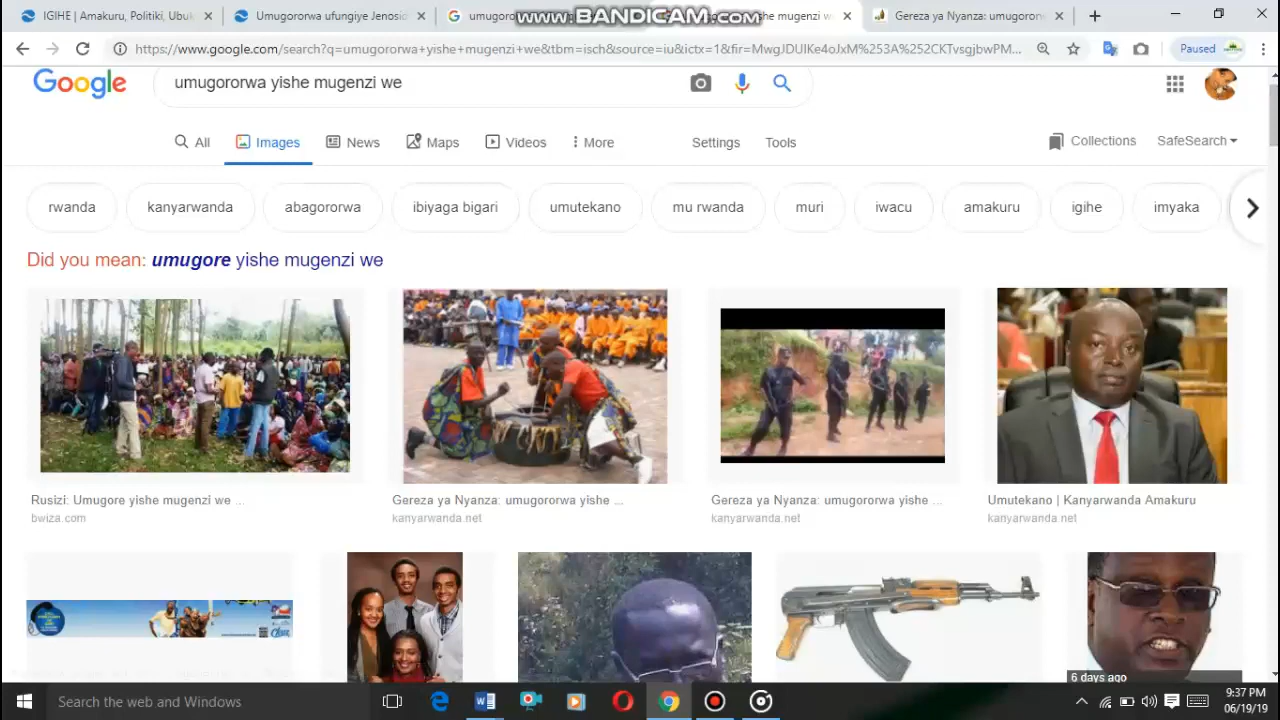 IGIHE | Amakuru, Politiki, Ubuk
Umugororwa ufungiye Jenosid
umugoro
www.BANDICAM.com
yishe mugenzi we
Gereza ya Nyanza: umugororw
https://www.google.com/search?q=umugororwa+yishe+mugenzi+we&tbm=isch&source=iu&ictx=1&fir=MwgJDUIKe4oJxM%253A%252CKTvsgjbwPM...
Paused
Google
umugororwa yishe mugenzi we
All
Images
News
Maps
Videos
More
Settings
Tools
Collections
SafeSearch
rwanda
kanyarwanda
abagororwa
ibiyaga bigari
umutekano
mu rwanda
muri
iwacu
amakuru
igihe
imyaka
Did you mean: umugore yishe mugenzi we
Rusizi: Umugore yishe mugenzi we ...
bwiza.com
Gereza ya Nyanza: umugororwa yishe ...
kanyarwanda.net
Gereza ya Nyanza: umugororwa yishe ...
kanyarwanda.net
Umutekano | Kanyarwanda Amakuru
kanyarwanda.net
6 days ago
Search the web and Windows
9:37 PM
06/19/19